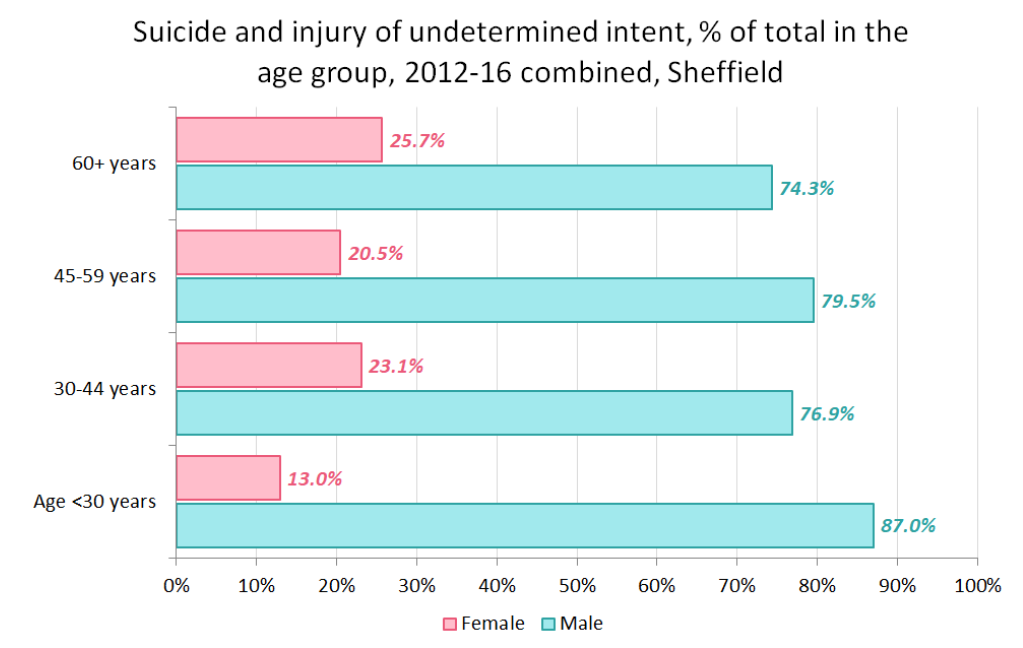 Suicide and injury of undetermined intent, % of total in the
age group, 2012-16 combined, Sheffield
60+ years
25.7%
74.3%
45-59 years
20.5%
79.5%
30-44 years
23.1%
76.9%
Age <30 years
13.0%
87.0%
0% 10% 20% 30% 40% 50% 60% 70% 80% 90% 100%
Female Male